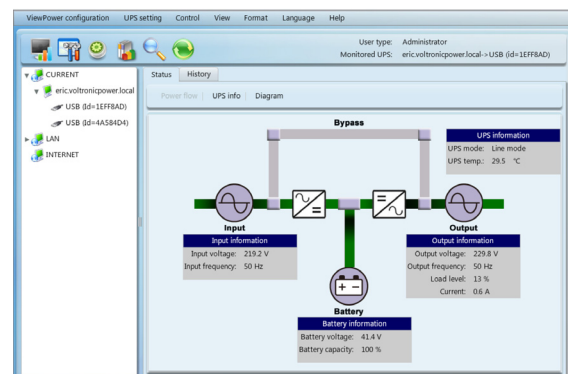 ViewPower configuration UPS setting Control View Format Language Help
User type: Administrator
Monitored UPS: eric.voltronicpower.local-> USB (id=1EFF8AD)
CURRENT
eric.voltronicpower.local
USB (Id=1EFF8AD)
USB (Id=4A584D4)
LAN
INTERNET
Status History
Power flow UPS info Diagram
Bypass
UPS information
UPS mode: Line mode
UPS temp.: 29.5 °C
Input
Input information
Input voltage: 219.2 V
Input frequency: 50 Hz
Output
Output information
Output voltage: 229.8 V
Output frequency: 50 Hz
Load level: 13 %
Current: 0.6 A
Battery
Battery information
Battery voltage: 41.4 V
Battery capacity: 100 %